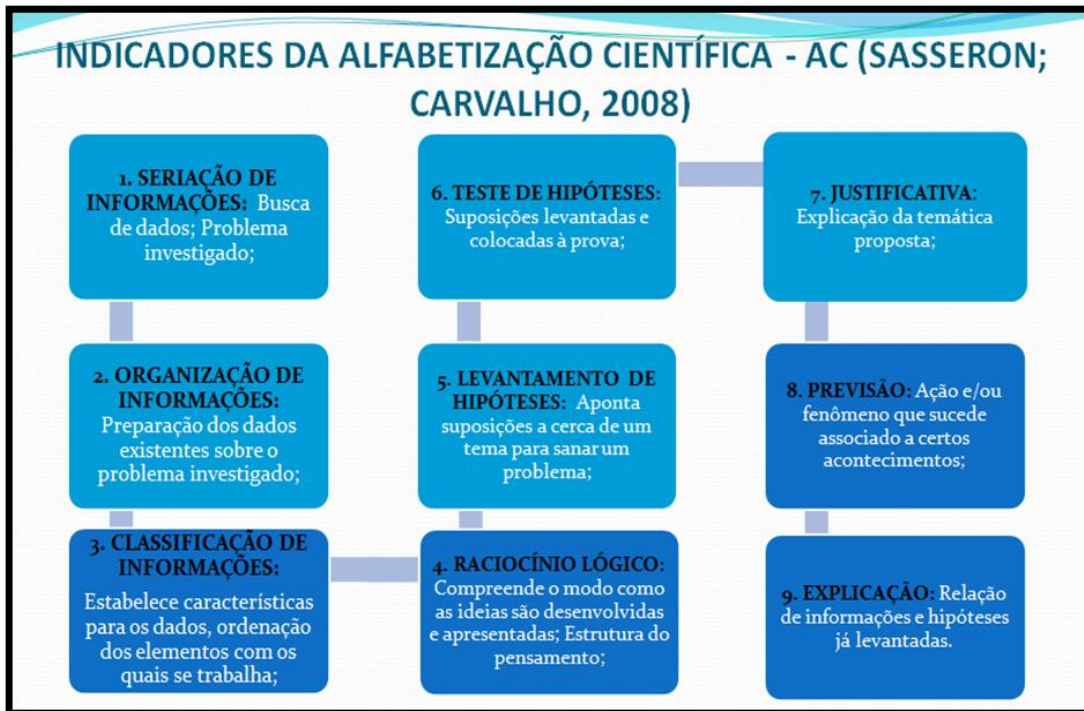 INDICADORES DA ALFABETIZAÇÃO CIENTÍFICA - AC (SASSERON;
CARVALHO, 2008)
1. SERIAÇÃO DE
INFORMAÇÕES: Busca
de dados; Problema
investigado;
2. ORGANIZAÇÃO DE
INFORMAÇÕES:
Preparação dos dados
existentes sobre o
problema investigado;
3. CLASSIFICAÇÃO DE
INFORMAÇÕES:
Estabelece características
para os dados, ordenação
dos elementos com os
quais se trabalha;
4. RACIOCÍNIO LÓGICO:
Compreende o modo como
as ideias são desenvolvidas
e apresentadas; Estrutura do
pensamento;
5. LEVANTAMENTO DE
HIPÓTESES: Aponta
suposições a cerca de um
tema para sanar um
problema;
6. TESTE DE HIPÓTESES:
Suposições levantadas e
colocadas à prova;
7. JUSTIFICATIVA:
Explicação da temática
proposta;
8. PREVISÃO: Ação e/ou
fenômeno que sucede
associado a certos
acontecimentos;
9. EXPLICAÇÃO: Relação
de informações e hipóteses
já levantadas.